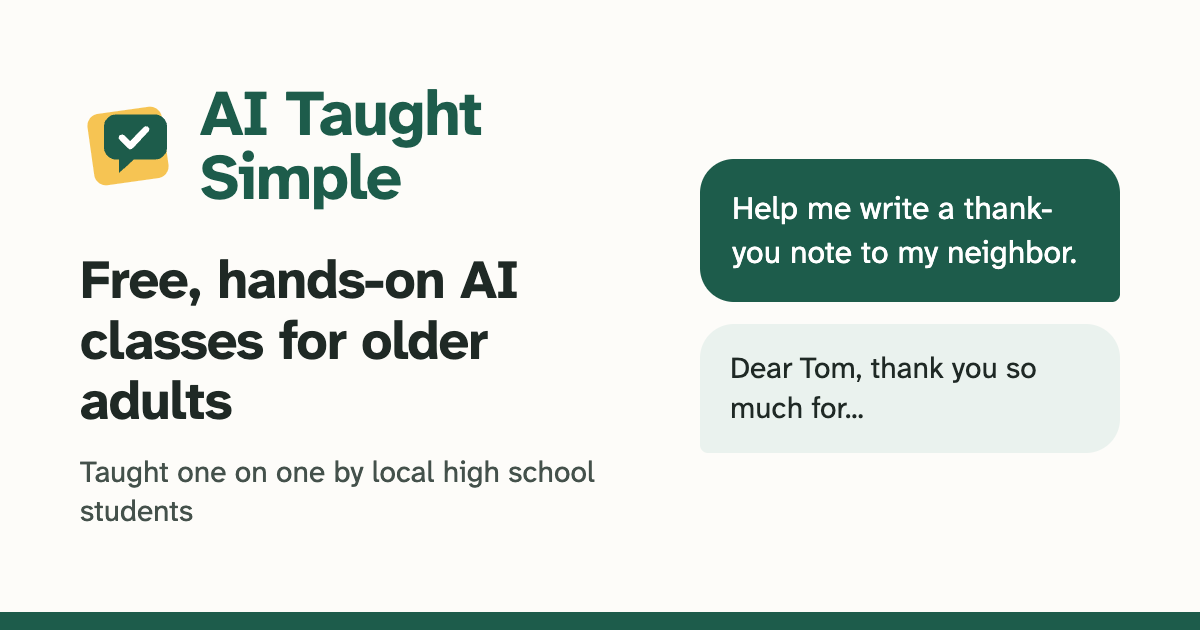 AI Taught
Simple
Free, hands-on AI
classes for older
adults
Taught one on one by local high school
students
Help me write a thank-
you note to my neighbor.
Dear Tom, thank you so
much for...